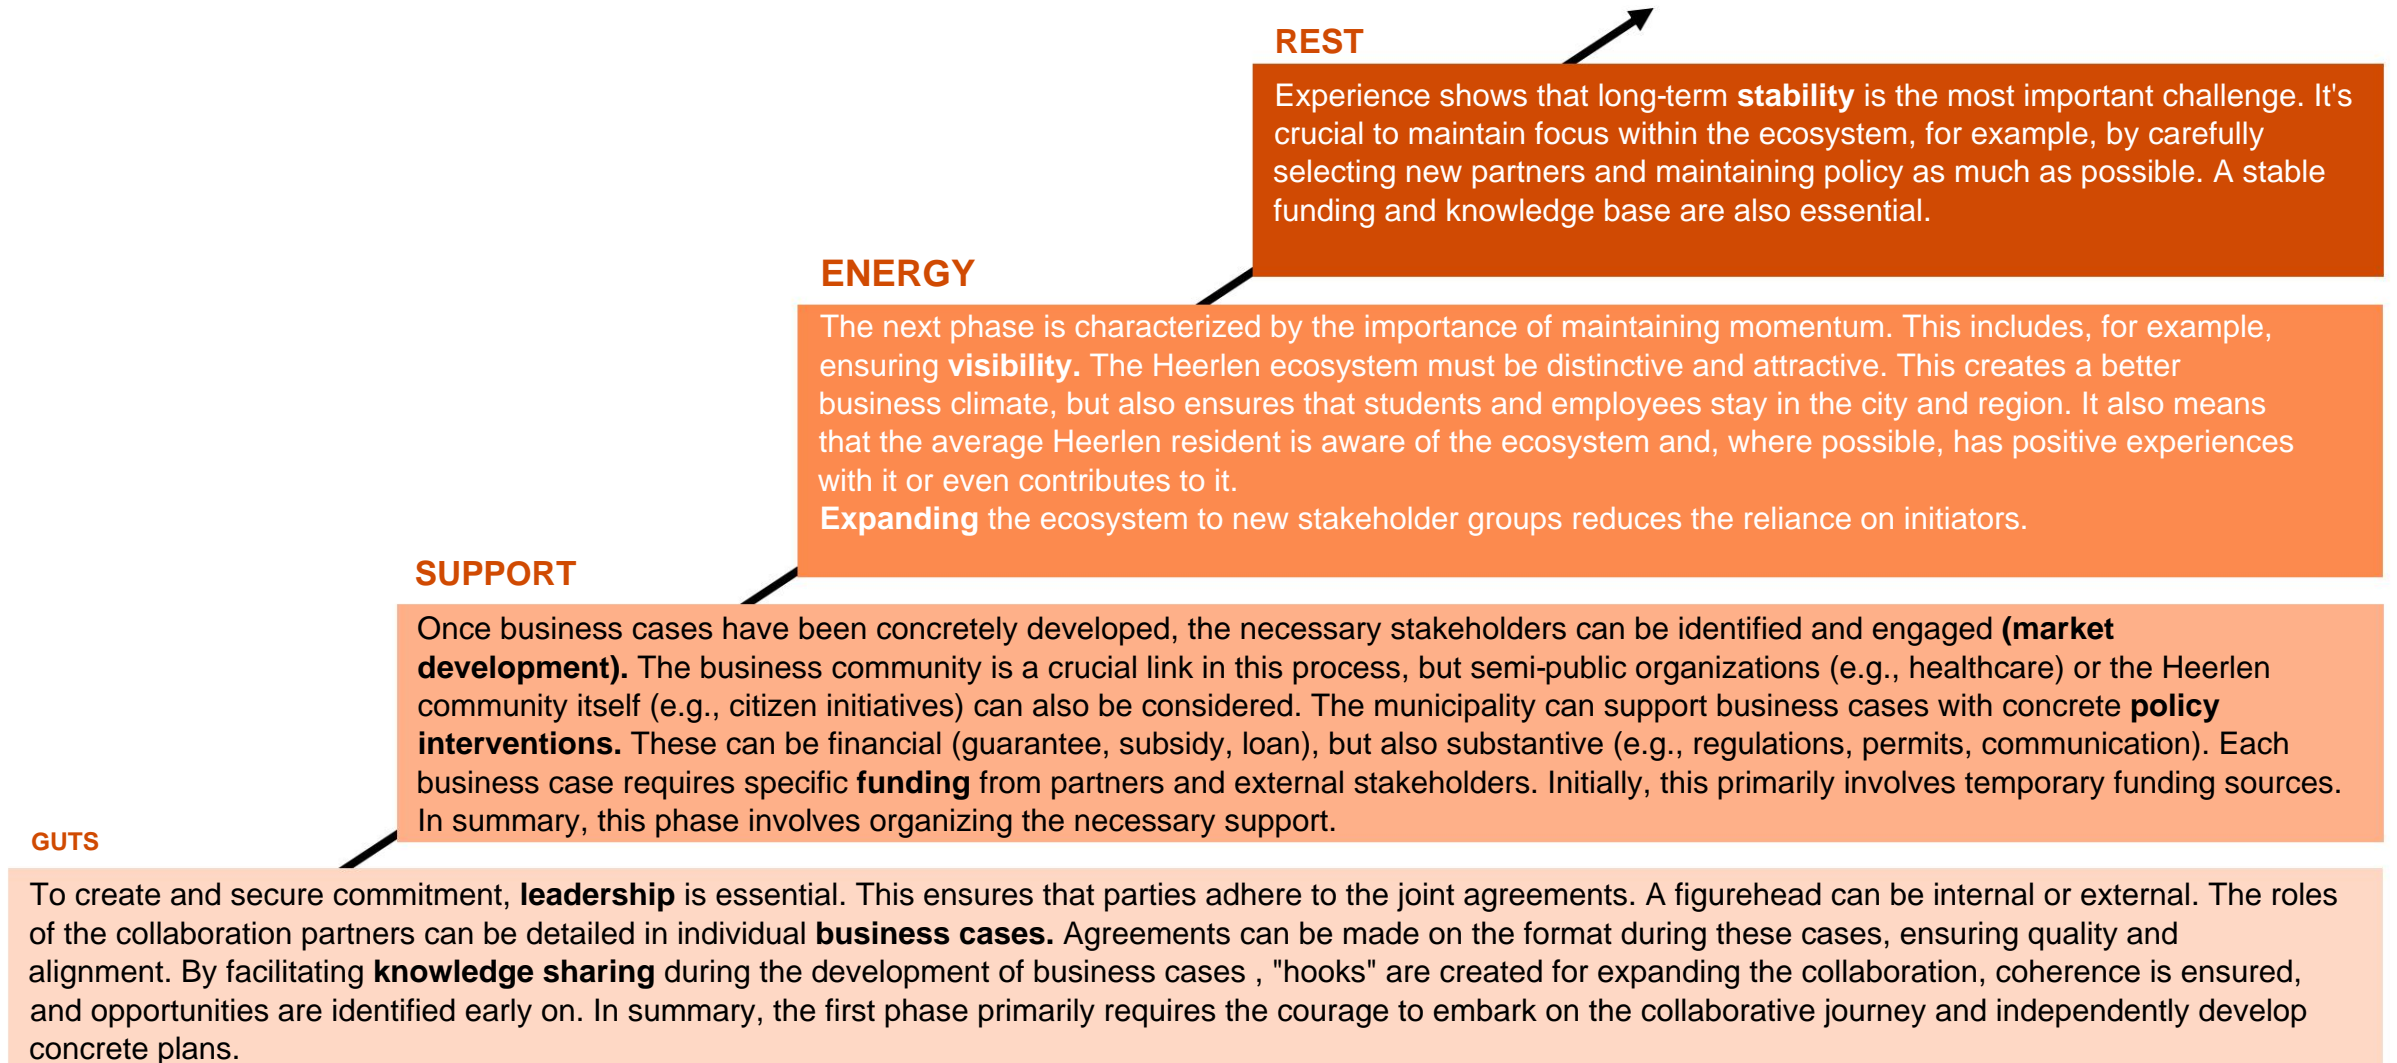 REST
Experience shows that long-term stability is the most important challenge. It's
crucial to maintain focus within the ecosystem, for example, by carefully
selecting new partners and maintaining policy as much as possible. A stable
funding and knowledge base are also essential.
ENERGY
The next phase is characterized by the importance of maintaining momentum. This includes, for example,
ensuring visibility. The Heerlen ecosystem must be distinctive and attractive. This creates a better
business climate, but also ensures that students and employees stay in the city and region. It also means
that the average Heerlen resident is aware of the ecosystem and, where possible, has positive experiences
with it or even contributes to it.
Expanding the ecosystem to new stakeholder groups reduces the reliance on initiators.
SUPPORT
Once business cases have been concretely developed, the necessary stakeholders can be identified and engaged (market
development). The business community is a crucial link in this process, but semi-public organizations (e.g., healthcare) or the Heerlen
community itself (e.g., citizen initiatives) can also be considered. The municipality can support business cases with concrete policy
interventions. These can be financial (guarantee, subsidy, loan), but also substantive (e.g., regulations, permits, communication). Each
business case requires specific funding from partners and external stakeholders. Initially, this primarily involves temporary funding sources.
In summary, this phase involves organizing the necessary support.
GUTS
To create and secure commitment, leadership is essential. This ensures that parties adhere to the joint agreements. A figurehead can be internal or external. The roles
of the collaboration partners can be detailed in individual business cases. Agreements can be made on the format during these cases, ensuring quality and
alignment. By facilitating knowledge sharing during the development of business cases , "hooks" are created for expanding the collaboration, coherence is ensured,
and opportunities are identified early on. In summary, the first phase primarily requires the courage to embark on the collaborative journey and independently develop
concrete plans.